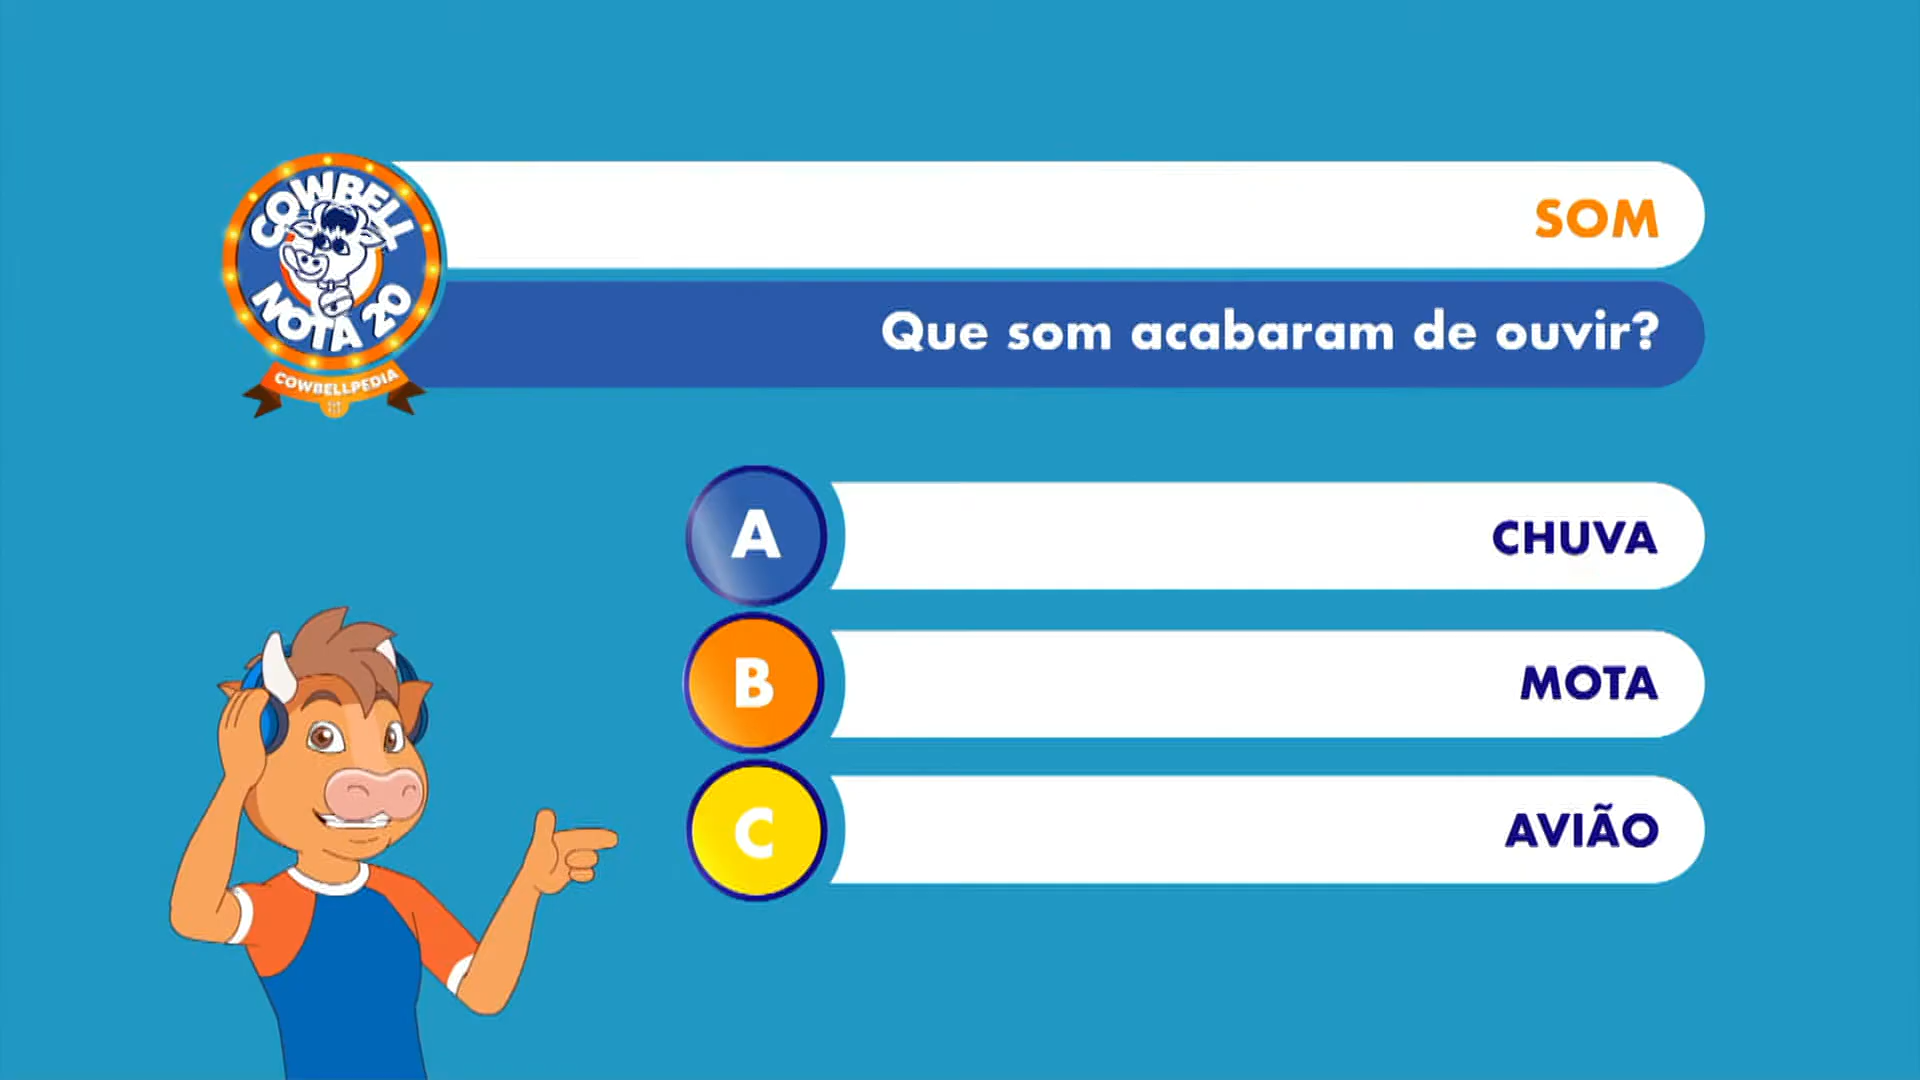 COWBELL
NOTA 20
COWBELLPEDIA
SOM
Que som acabaram de ouvir?
A CHUVA
B MOTA
C AVIÃO